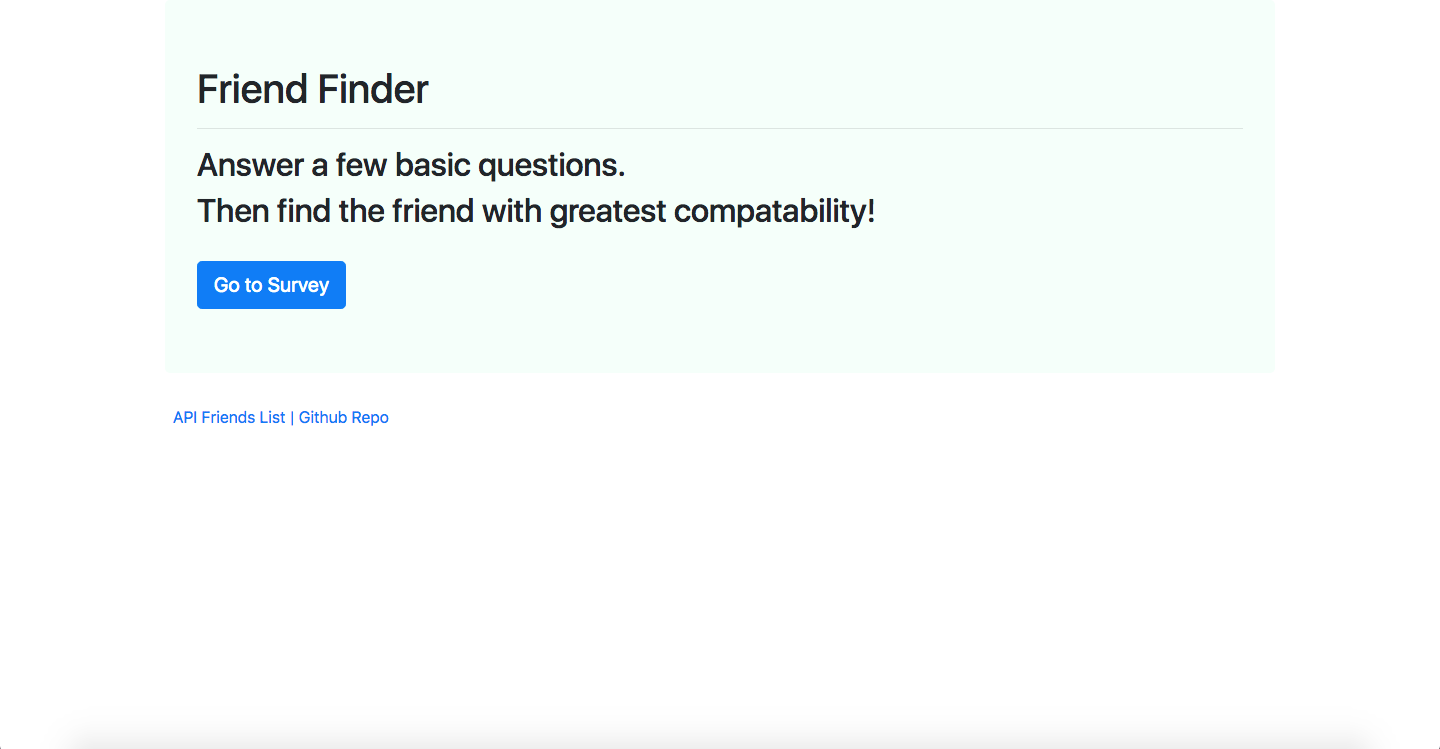 Friend Finder
Answer a few basic questions.
Then find the friend with greatest compatability!
Go to Survey
API Friends List | Github Repo